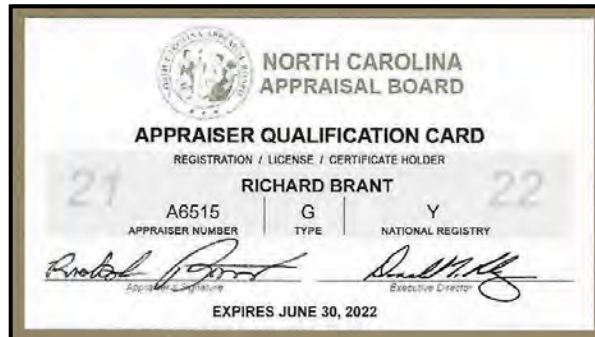 NORTH CAROLINA
APPRAISAL BOARD
APPRAISER QUALIFICATION CARD
REGISTRATION / LICENSE / CERTIFICATE HOLDER
21
RICHARD BRANT
22
A6515 G Y
APPRAISER NUMBER TYPE NATIONAL REGISTRY
Appraiser's Signature Executive Director
EXPIRES JUNE 30, 2022